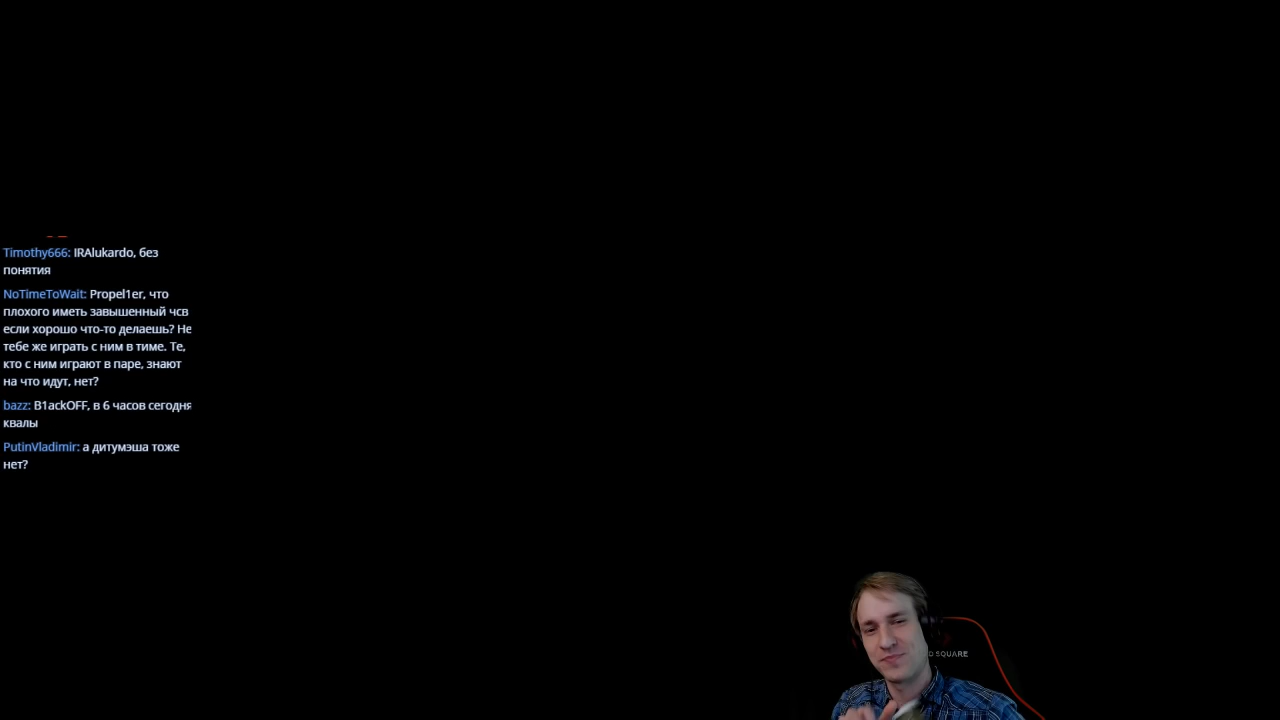 Timothy666: IRAlukardo, без
понятия
NoTimeToWait: Propel1er, что
плохого иметь завышенный чсв
если хорошо что-то делаешь? Не
тебе же играть с ним в тиме. Те,
кто с ним играют в паре, знают
на что идут, нет?
bazz: B1ackOFF, в 6 часов сегодня
квалы
PutinVladimir: а дитумэша тоже
нет?
SQUARE